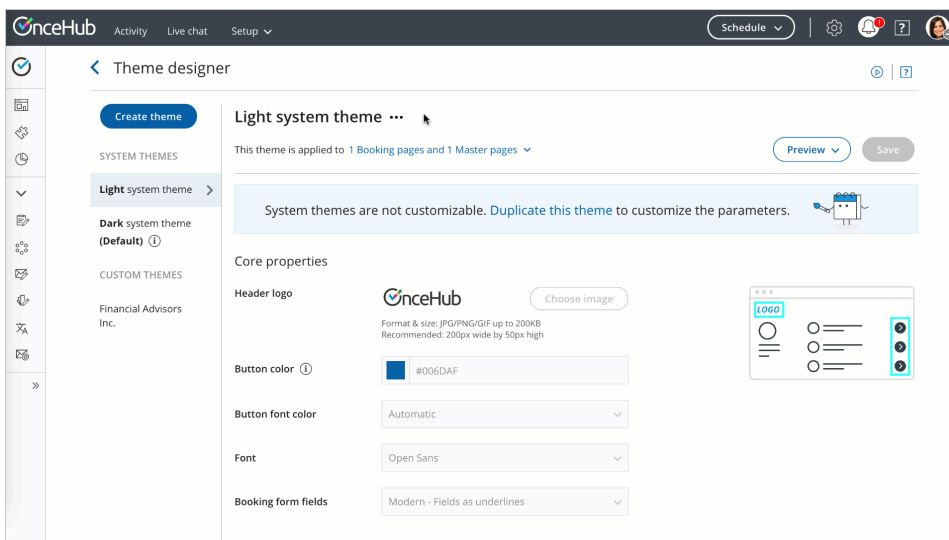 OnceHub Activity Live chat Setup Schedule 1 ?
Theme designer ?
Create theme
SYSTEM THEMES
Light system theme
Dark system theme
(Default) i
CUSTOM THEMES
Financial Advisors
Inc.
Light system theme ...
This theme is applied to 1 Booking pages and 1 Master pages
Preview Save
System themes are not customizable. Duplicate this theme to customize the parameters.
Core properties
Header logo OnceHub Choose image
Format & size: JPG/PNG/GIF up to 200KB
Recommended: 200px wide by 50px high
LOGO
Button color i #006DAF
Button font color Automatic
Font Open Sans
Booking form fields Modern - Fields as underlines